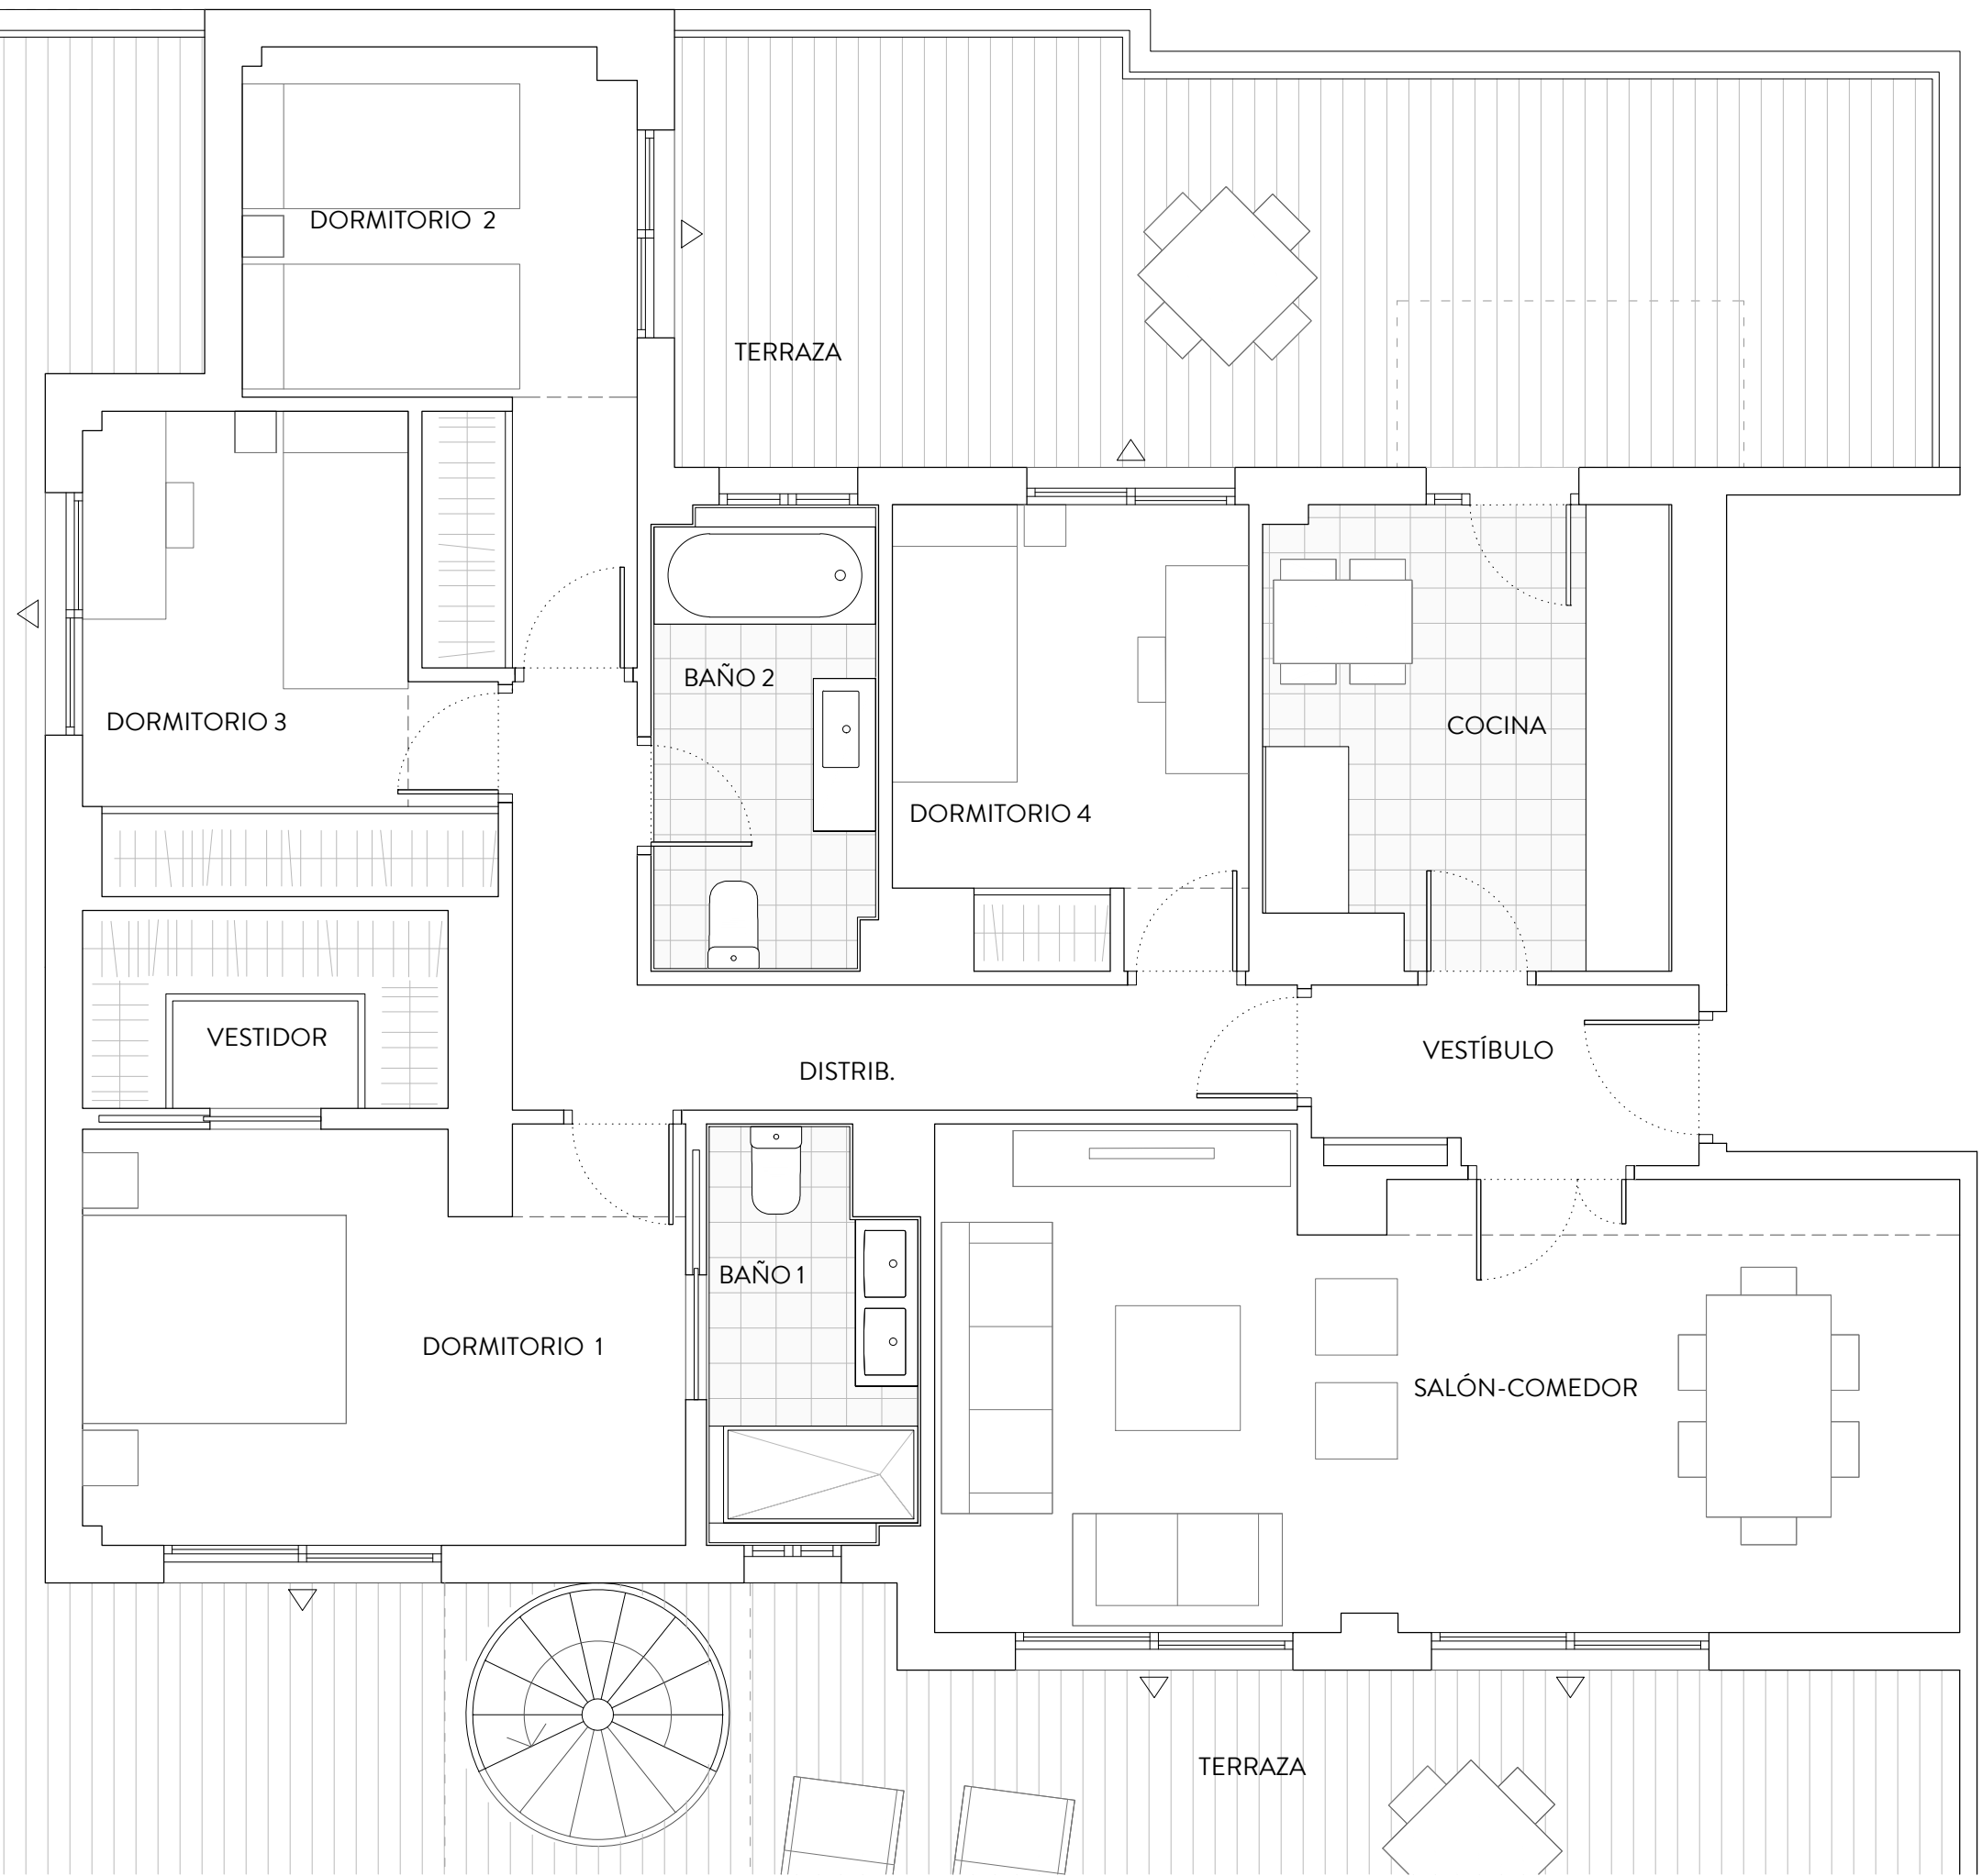 DORMITORIO 2
TERRAZA
BAÑO 2
DORMITORIO 3
COCINA
DORMITORIO 4
VESTIDOR
VESTÍBULO
DISTRIB.
BAÑO 1
DORMITORIO 1
SALÓN-COMEDOR
TERRAZA